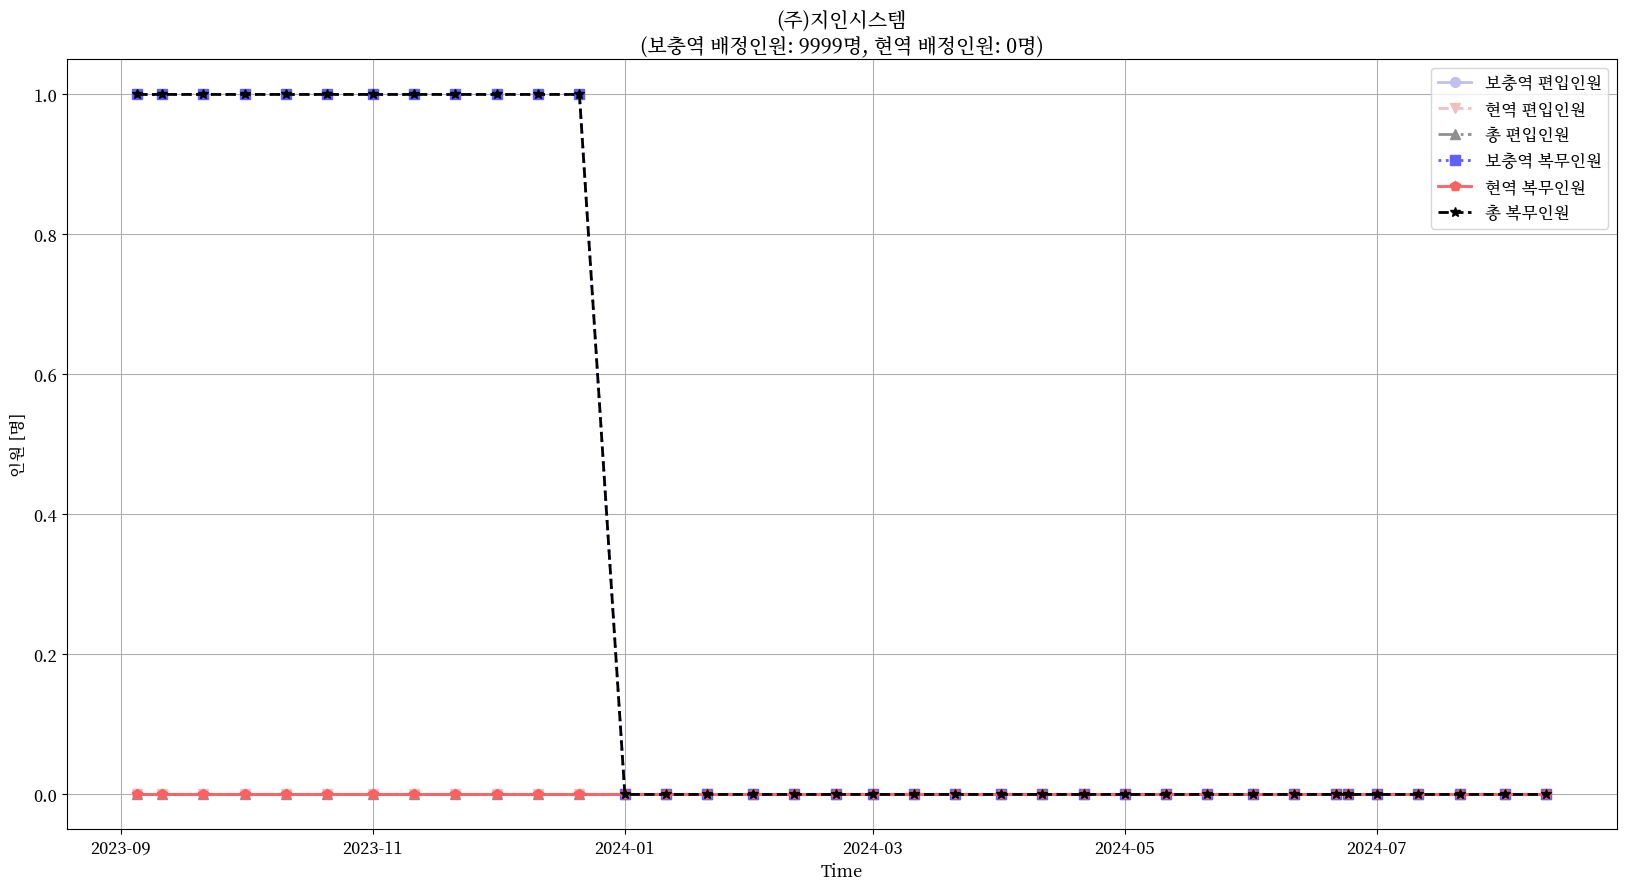 (주)지인시스템
(보충역 배정인원: 9999명, 현역 배정인원: 0명)
보충역 편입인원
현역 편입인원
총 편입인원
보충역 복무인원
현역 복무인원
총 복무인원
1.0
0.8
0.6
0.4
0.2
0.0
인원 [명]
2023-09
2023-11
2024-01
2024-03
2024-05
2024-07
Time